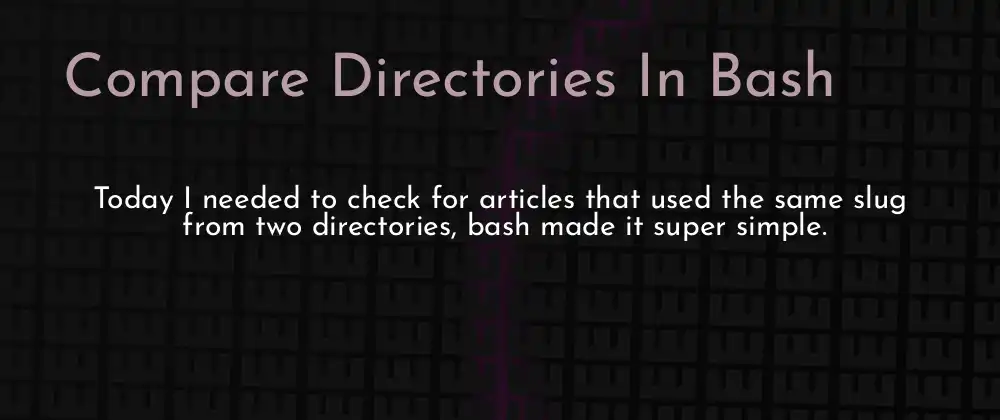 Compare Directories In Bash
Today I needed to check for articles that used the same slug
from two directories, bash made it super simple.